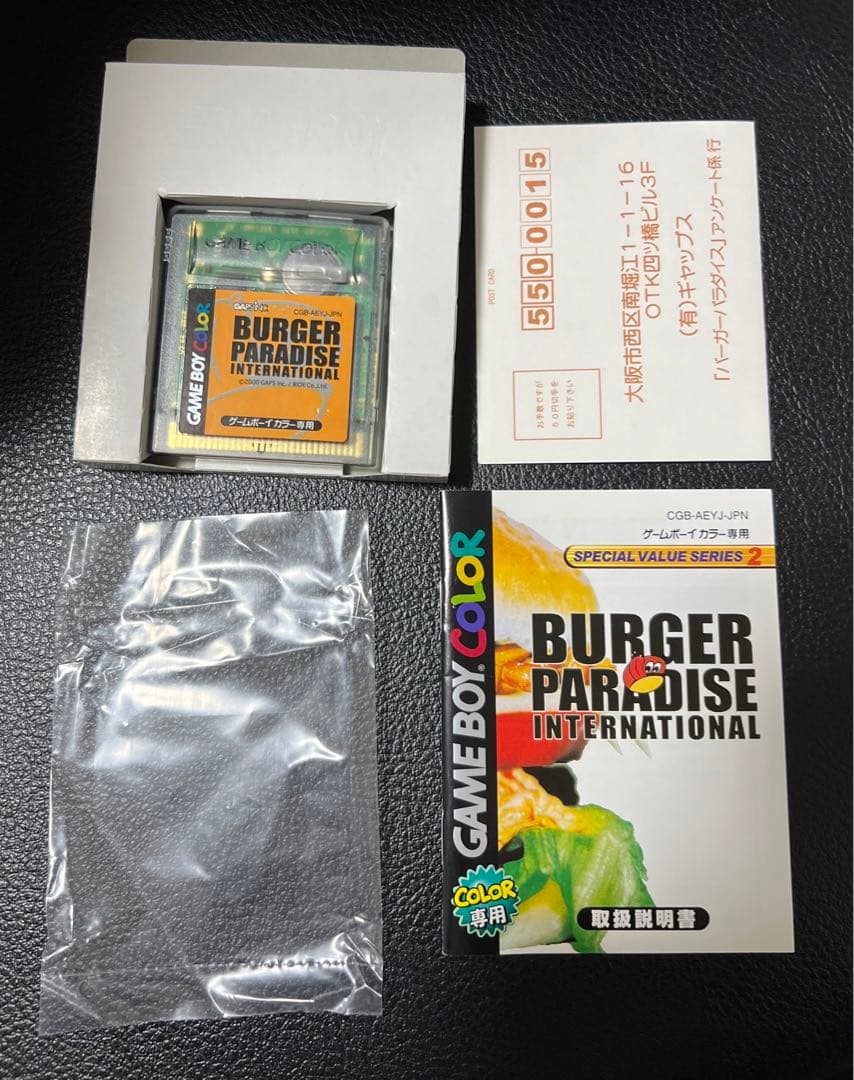 GAME BOY COLOR
GAPS INC.
CGB-AEYJ-JPN
GAME BOY COLOR
BURGER
PARADISE
INTERNATIONAL
©2000 GAPS Inc. / BIOX Co.,Ltd.
ゲームボーイカラー専用
POST CARD
5500015
大阪市西区南堀江1-1-16
OTK四ツ橋ビル3F
(有)ギャップス
「バーガーパラダイス」アンケート係行
お手数ですが
50円切手を
お貼り下さい
CGB-AEYJ-JPN
ゲームボーイカラー専用
SPECIAL VALUE SERIES 2
GAME BOY COLOR
BURGER
PARADISE
INTERNATIONAL
COLOR
専用
取扱説明書